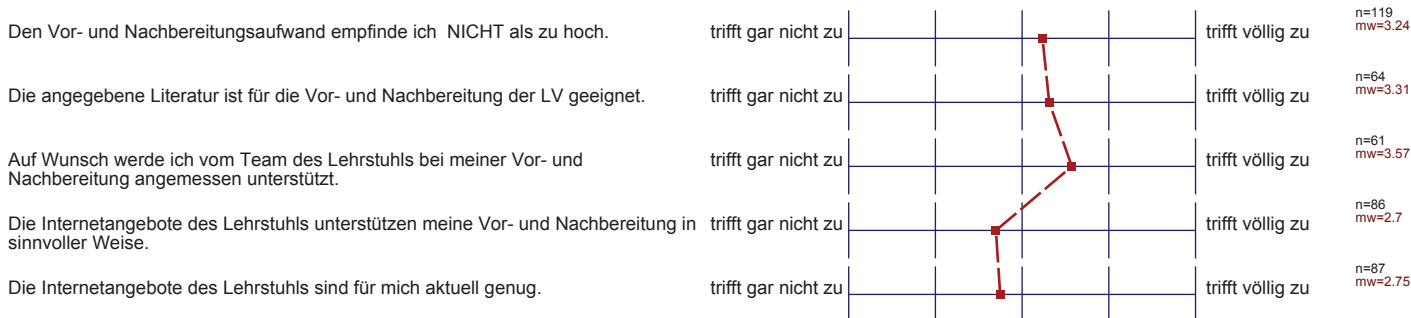 Den Vor- und Nachbereitungsaufwand empfinde ich NICHT als zu hoch. trifft gar nicht zu trifft völlig zu n=119
mw=3.24
Die angegebene Literatur ist für die Vor- und Nachbereitung der LV geeignet. trifft gar nicht zu trifft völlig zu n=64
mw=3.31
Auf Wunsch werde ich vom Team des Lehrstuhls bei meiner Vor- und trifft gar nicht zu trifft völlig zu n=61
Nachbereitung angemessen unterstützt. mw=3.57
Die Internetangebote des Lehrstuhls unterstützen meine Vor- und Nachbereitung in trifft gar nicht zu trifft völlig zu n=86
sinnvoller Weise. mw=2.7
Die Internetangebote des Lehrstuhls sind für mich aktuell genug. trifft gar nicht zu trifft völlig zu n=87
mw=2.75